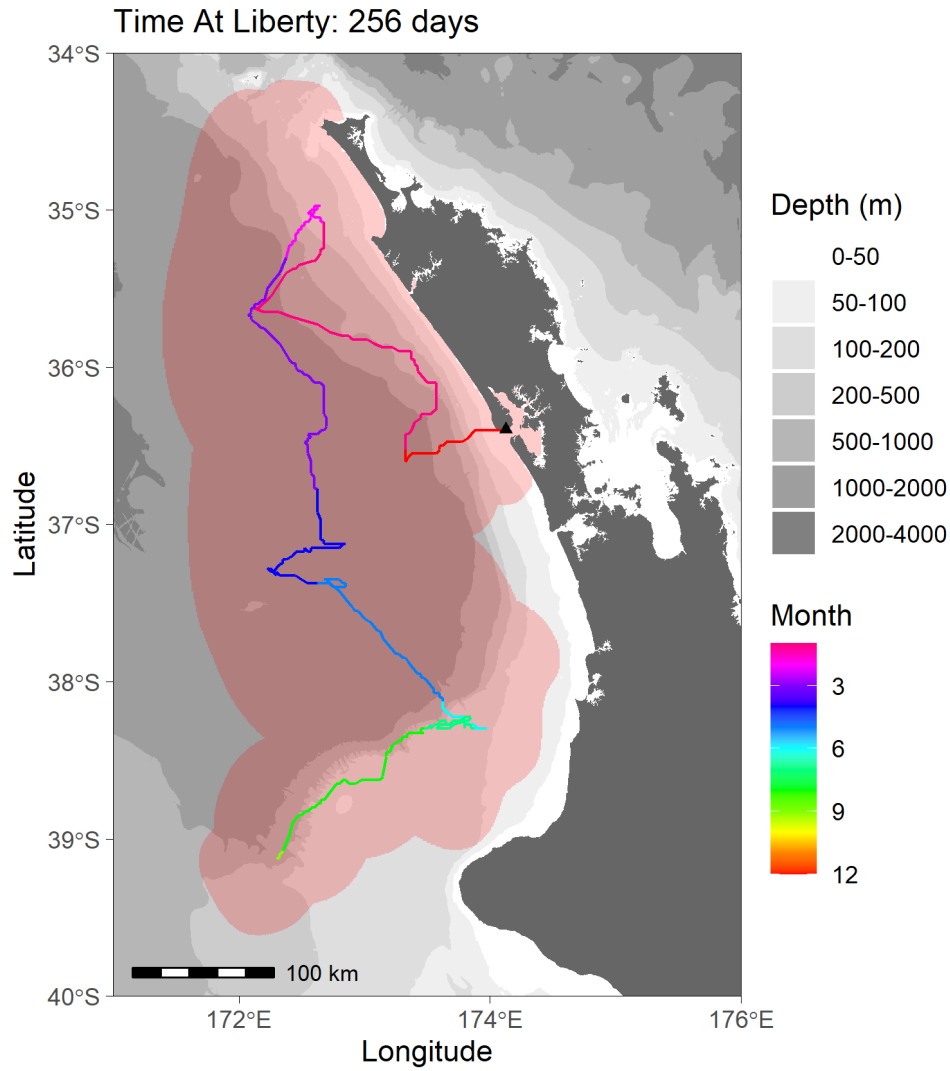 Time At Liberty: 256 days
34°S
35°S
36°S
37°S
38°S
39°S
40°S
Latitude
100 km
172°E
174°E
176°E
Longitude
Depth (m)
0-50
50-100
100-200
200-500
500-1000
1000-2000
2000-4000
Month
3
6
9
12